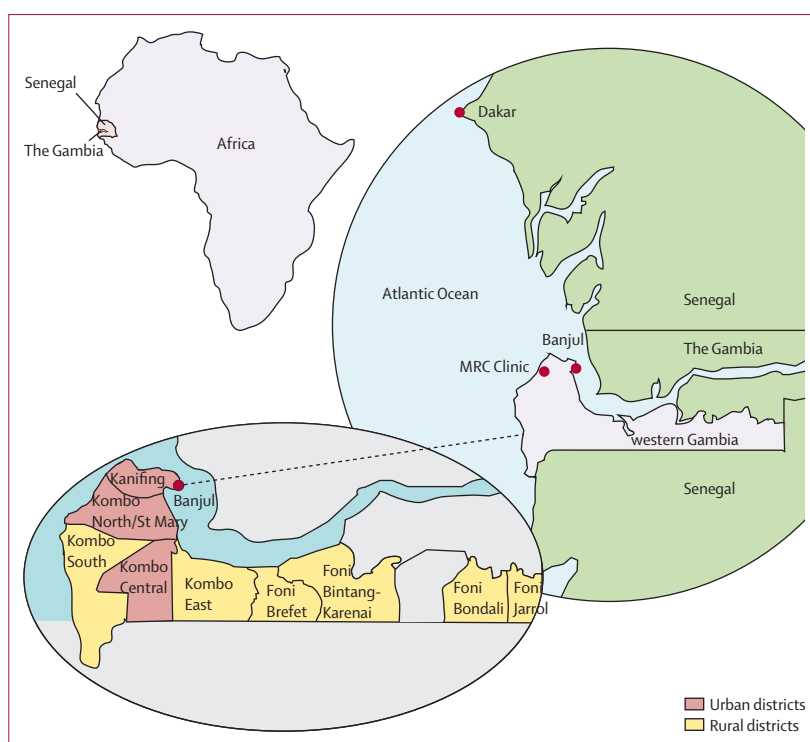 Senegal
The Gambia
Africa
Dakar
Atlantic Ocean
Senegal
Banjul
The Gambia
MRC Clinic
western Gambia
Senegal
Kanifing
Banjul
Kombo
North/St Mary
Kombo
South
Kombo
Central
Kombo
East
Foni
Brefet
Foni
Bintang-
Karenai
Foni
Bondali
Foni
Jarrol
Urban districts
Rural districts